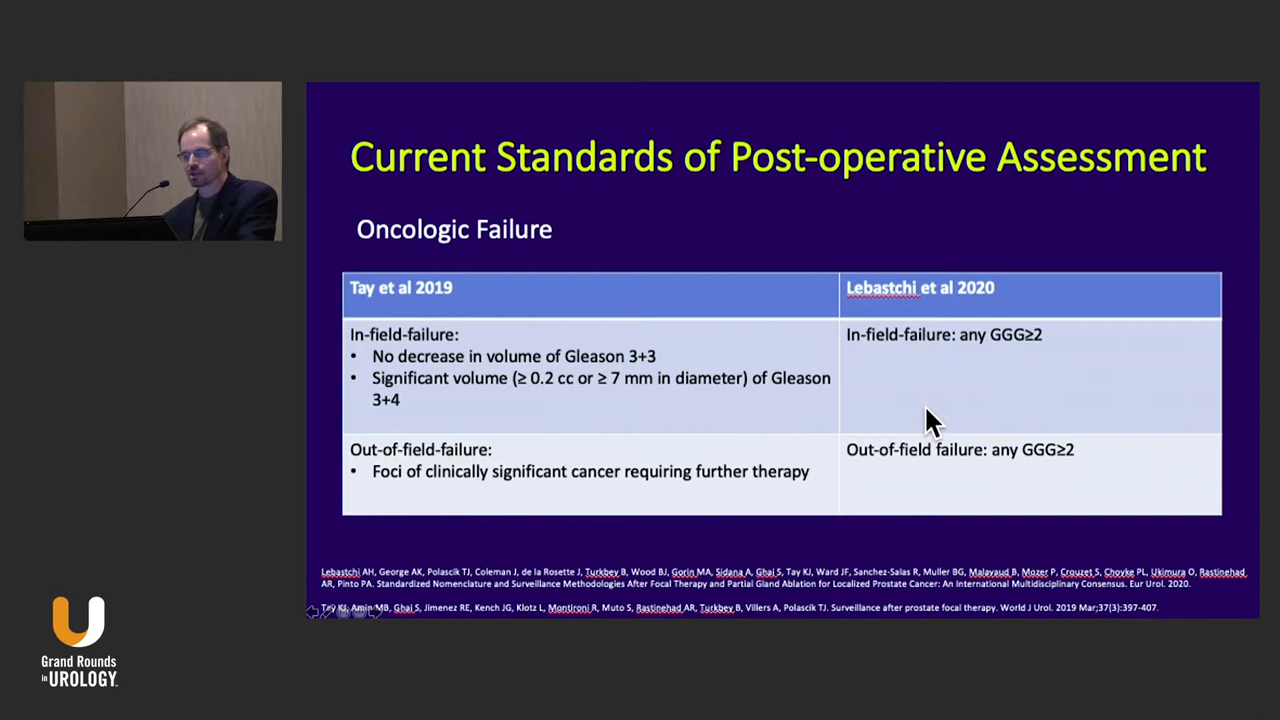 Current Standards of Post-operative Assessment
Oncologic Failure
Tay et al 2019
Lebastchi et al 2020
In-field-failure:
• No decrease in volume of Gleason 3+3
• Significant volume (≥ 0.2 cc or ≥ 7 mm in diameter) of Gleason
3+4
In-field-failure: any GGG≥2
Out-of-field-failure:
• Foci of clinically significant cancer requiring further therapy
Out-of-field failure: any GGG≥2
Lebastchi AH, George AK, Polascik TJ, Coleman J, de la Rosette J, Turkbey B, Wood BJ, Gorin MA, Sidana A, Ghai S, Tay KJ, Ward JF, Sanchez-Salas R, Muller BG, Malavaud B, Mozer P, Crouzet S, Choyke PL, Ukimura O, Rastinehad
AR, Pinto PA. Standardized Nomenclature and Surveillance Methodologies After Focal Therapy and Partial Gland Ablation for Localized Prostate Cancer: An International Multidisciplinary Consensus. Eur Urol. 2020.
Tay KJ, Amin MB, Ghai S, Jimenez RE, Kench JG, Klotz L, Montironi R, Muto S, Rastinehad AR, Turkbey B, Villers A, Polascik TJ. Surveillance after prostate focal therapy. World J Urol. 2019 Mar;37(3):397-407.
Grand Rounds
in UROLOGY